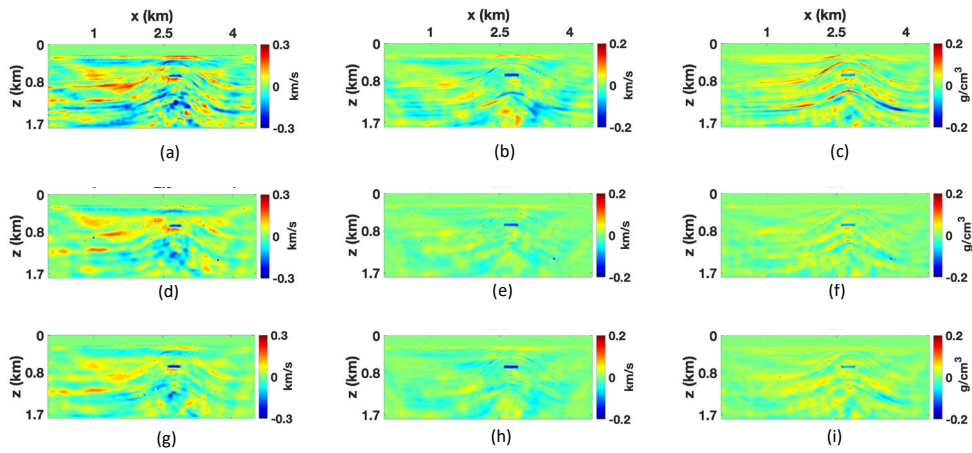 x (km) x (km) x (km)
1 2.5 4 1 2.5 4 1 2.5 4
0 0.3 0 0.2 0 0.2
z (km) 0.8 0 km/s z (km) 0.8 0 km/s z (km) 0.8 0 g/cm³
1.7 -0.3 1.7 -0.2 1.7 -0.2
(a) (b) (c)
0 0.3 0 0.2 0 0.2
z (km) 0.8 0 km/s z (km) 0.8 0 km/s z (km) 0.8 0 g/cm³
1.7 -0.3 1.7 -0.2 1.7 -0.2
(d) (e) (f)
0 0.3 0 0.2 0 0.2
z (km) 0.8 0 km/s z (km) 0.8 0 km/s z (km) 0.8 0 g/cm³
1.7 -0.3 1.7 -0.2 1.7 -0.2
(g) (h) (i)